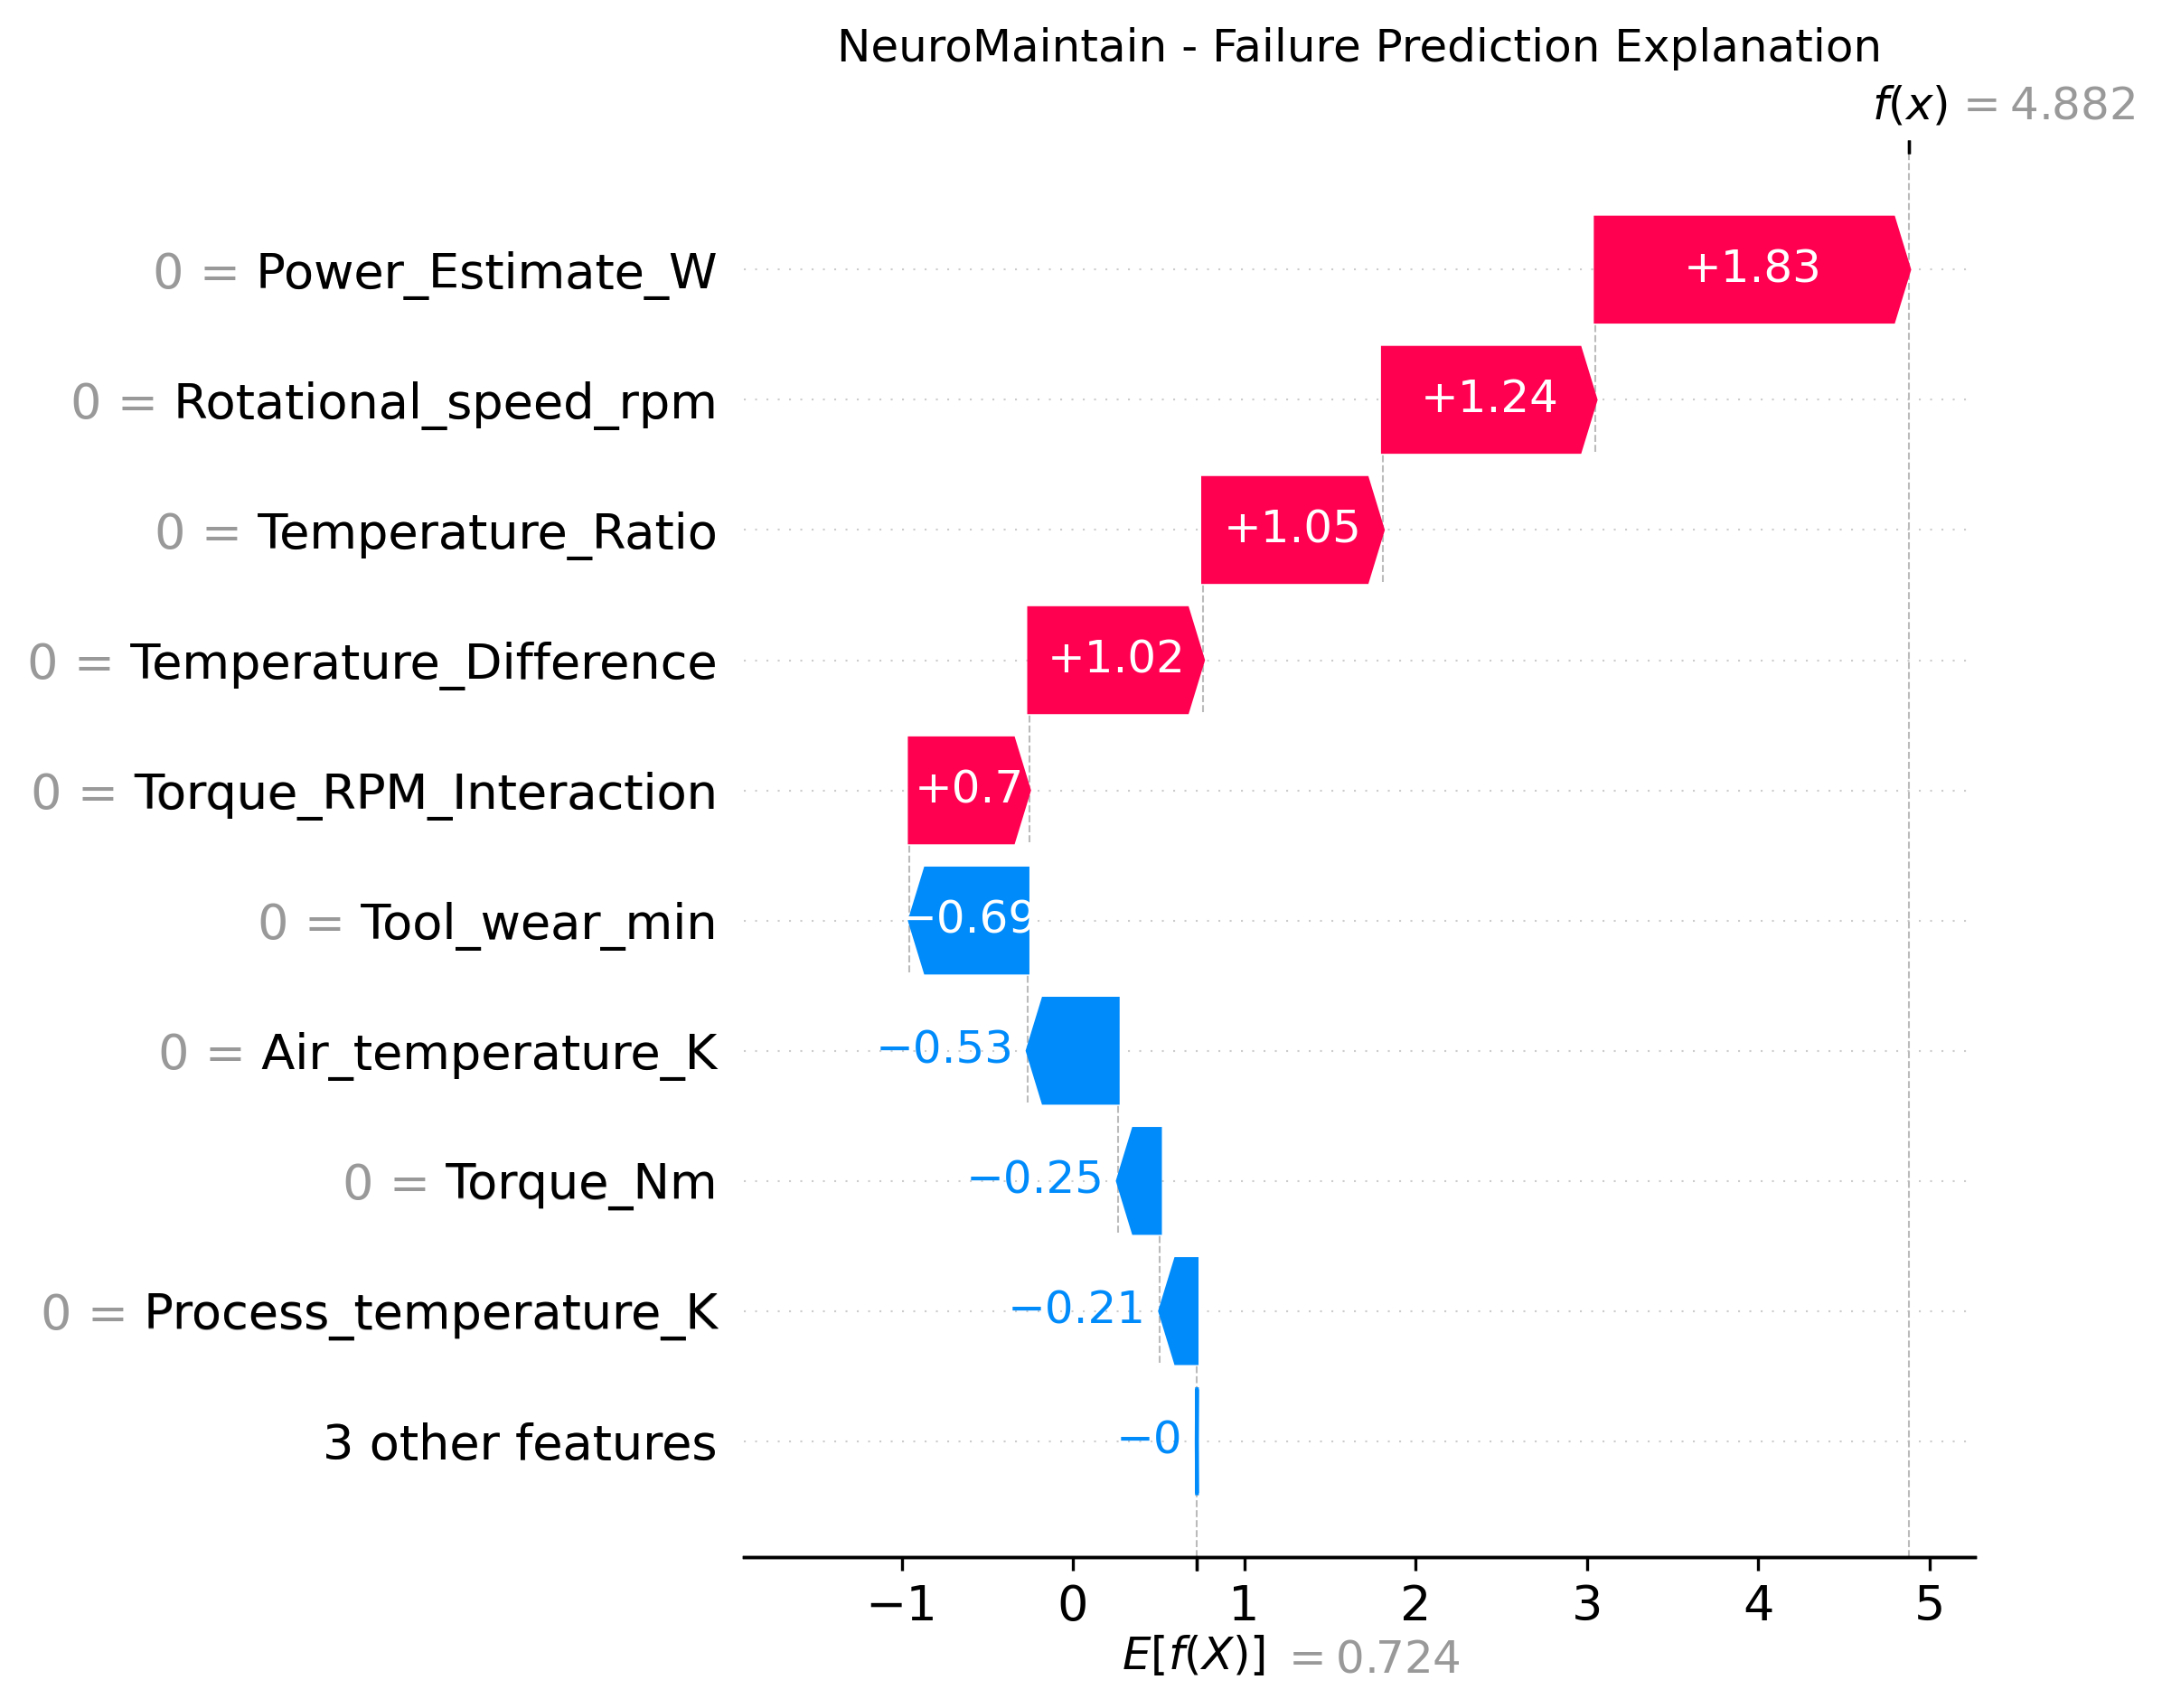 NeuroMaintain - Failure Prediction Explanation
f(x) = 4.882
0 = Power_Estimate_W +1.83
0 = Rotational_speed_rpm +1.24
0 = Temperature_Ratio +1.05
0 = Temperature_Difference +1.02
0 = Torque_RPM_Interaction +0.7
0 = Tool_wear_min −0.69
0 = Air_temperature_K −0.53
0 = Torque_Nm −0.25
0 = Process_temperature_K −0.21
3 other features −0
−1 0 1 2 3 4 5
E[f(X)] = 0.724